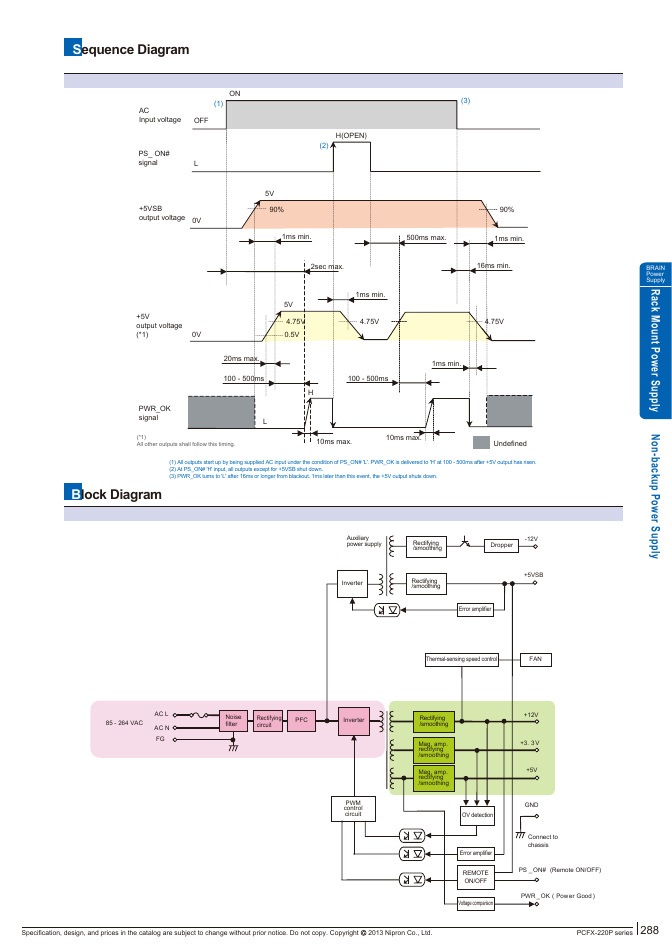 Sequence Diagram
ON
(1)
(3)
AC
Input voltage
OFF
H(OPEN)
(2)
PS_ ON#
signal
L
5V
+5VSB
output voltage
90%
90%
0V
1ms min.
500ms max.
1ms min.
2sec max.
16ms min.
1ms min.
5V
+5V
output voltage
(*1)
4.75V
4.75V
4.75V
0V
0.5V
20ms max.
1ms min.
100 - 500ms
100 - 500ms
H
PWR_OK
signal
L
(*1)
All other outputs shall follow this timing.
10ms max.
10ms max.
Undefined
(1) All outputs start up by being supplied AC input under the condition of PS_ON# 'L'. PWR_OK is delivered to 'H' at 100 - 500ms after +5V output has risen.
(2) At PS_ON# 'H' input, all outputs except for +5VSB shut down.
(3) PWR_OK turns to 'L' after 16ms or longer from blackout. 1ms later than this event, the +5V output shuts down.
BRAIN
Power
Supply
Rack Mount Power Supply
Non-backup Power Supply
Block Diagram
Auxiliary
power supply
Rectifying
/smoothing
Dropper
-12V
Inverter
Rectifying
/smoothing
+5VSB
Error amplifier
Thermal-sensing speed control
FAN
85 - 264 VAC
AC L
AC N
FG
Noise
filter
Rectifying
circuit
PFC
Inverter
Rectifying
/smoothing
+12V
Mag. amp.
rectifying
/smoothing
+3. 3V
Mag. amp.
rectifying
/smoothing
+5V
PWM
control
circuit
OV detection
GND
Connect to
chassis
Error amplifier
REMOTE
ON/OFF
PS _ON# (Remote ON/OFF)
Voltage comparison
PWR_OK ( Power Good )
Specification, design, and prices in the catalog are subject to change without prior notice. Do not copy. Copyright © 2013 Nipron Co., Ltd.
PCFX-220P series
288